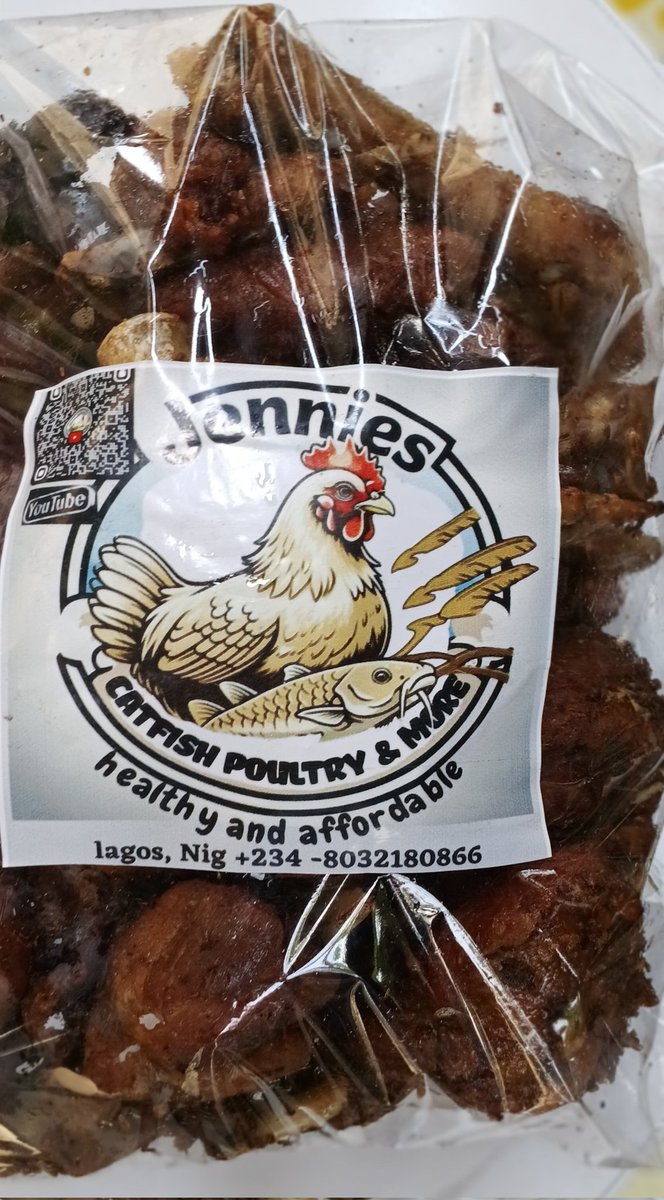 Jennies
YouTube
CATFISH POULTRY & MORE
healthy and affordable
lagos, Nig +234 -8032180866